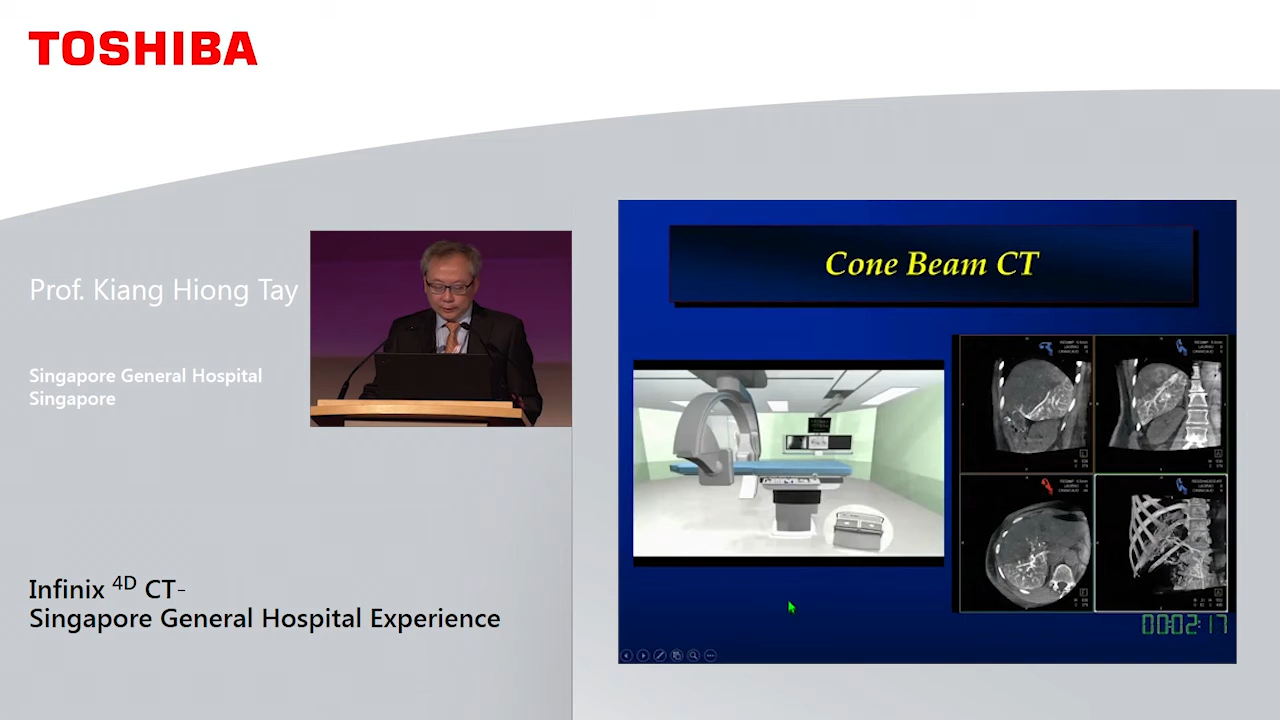 TOSHIBA
Prof. Kiang Hiong Tay
Singapore General Hospital
Singapore
Infinix 4D CT-
Singapore General Hospital Experience
Cone Beam CT
00:02:17